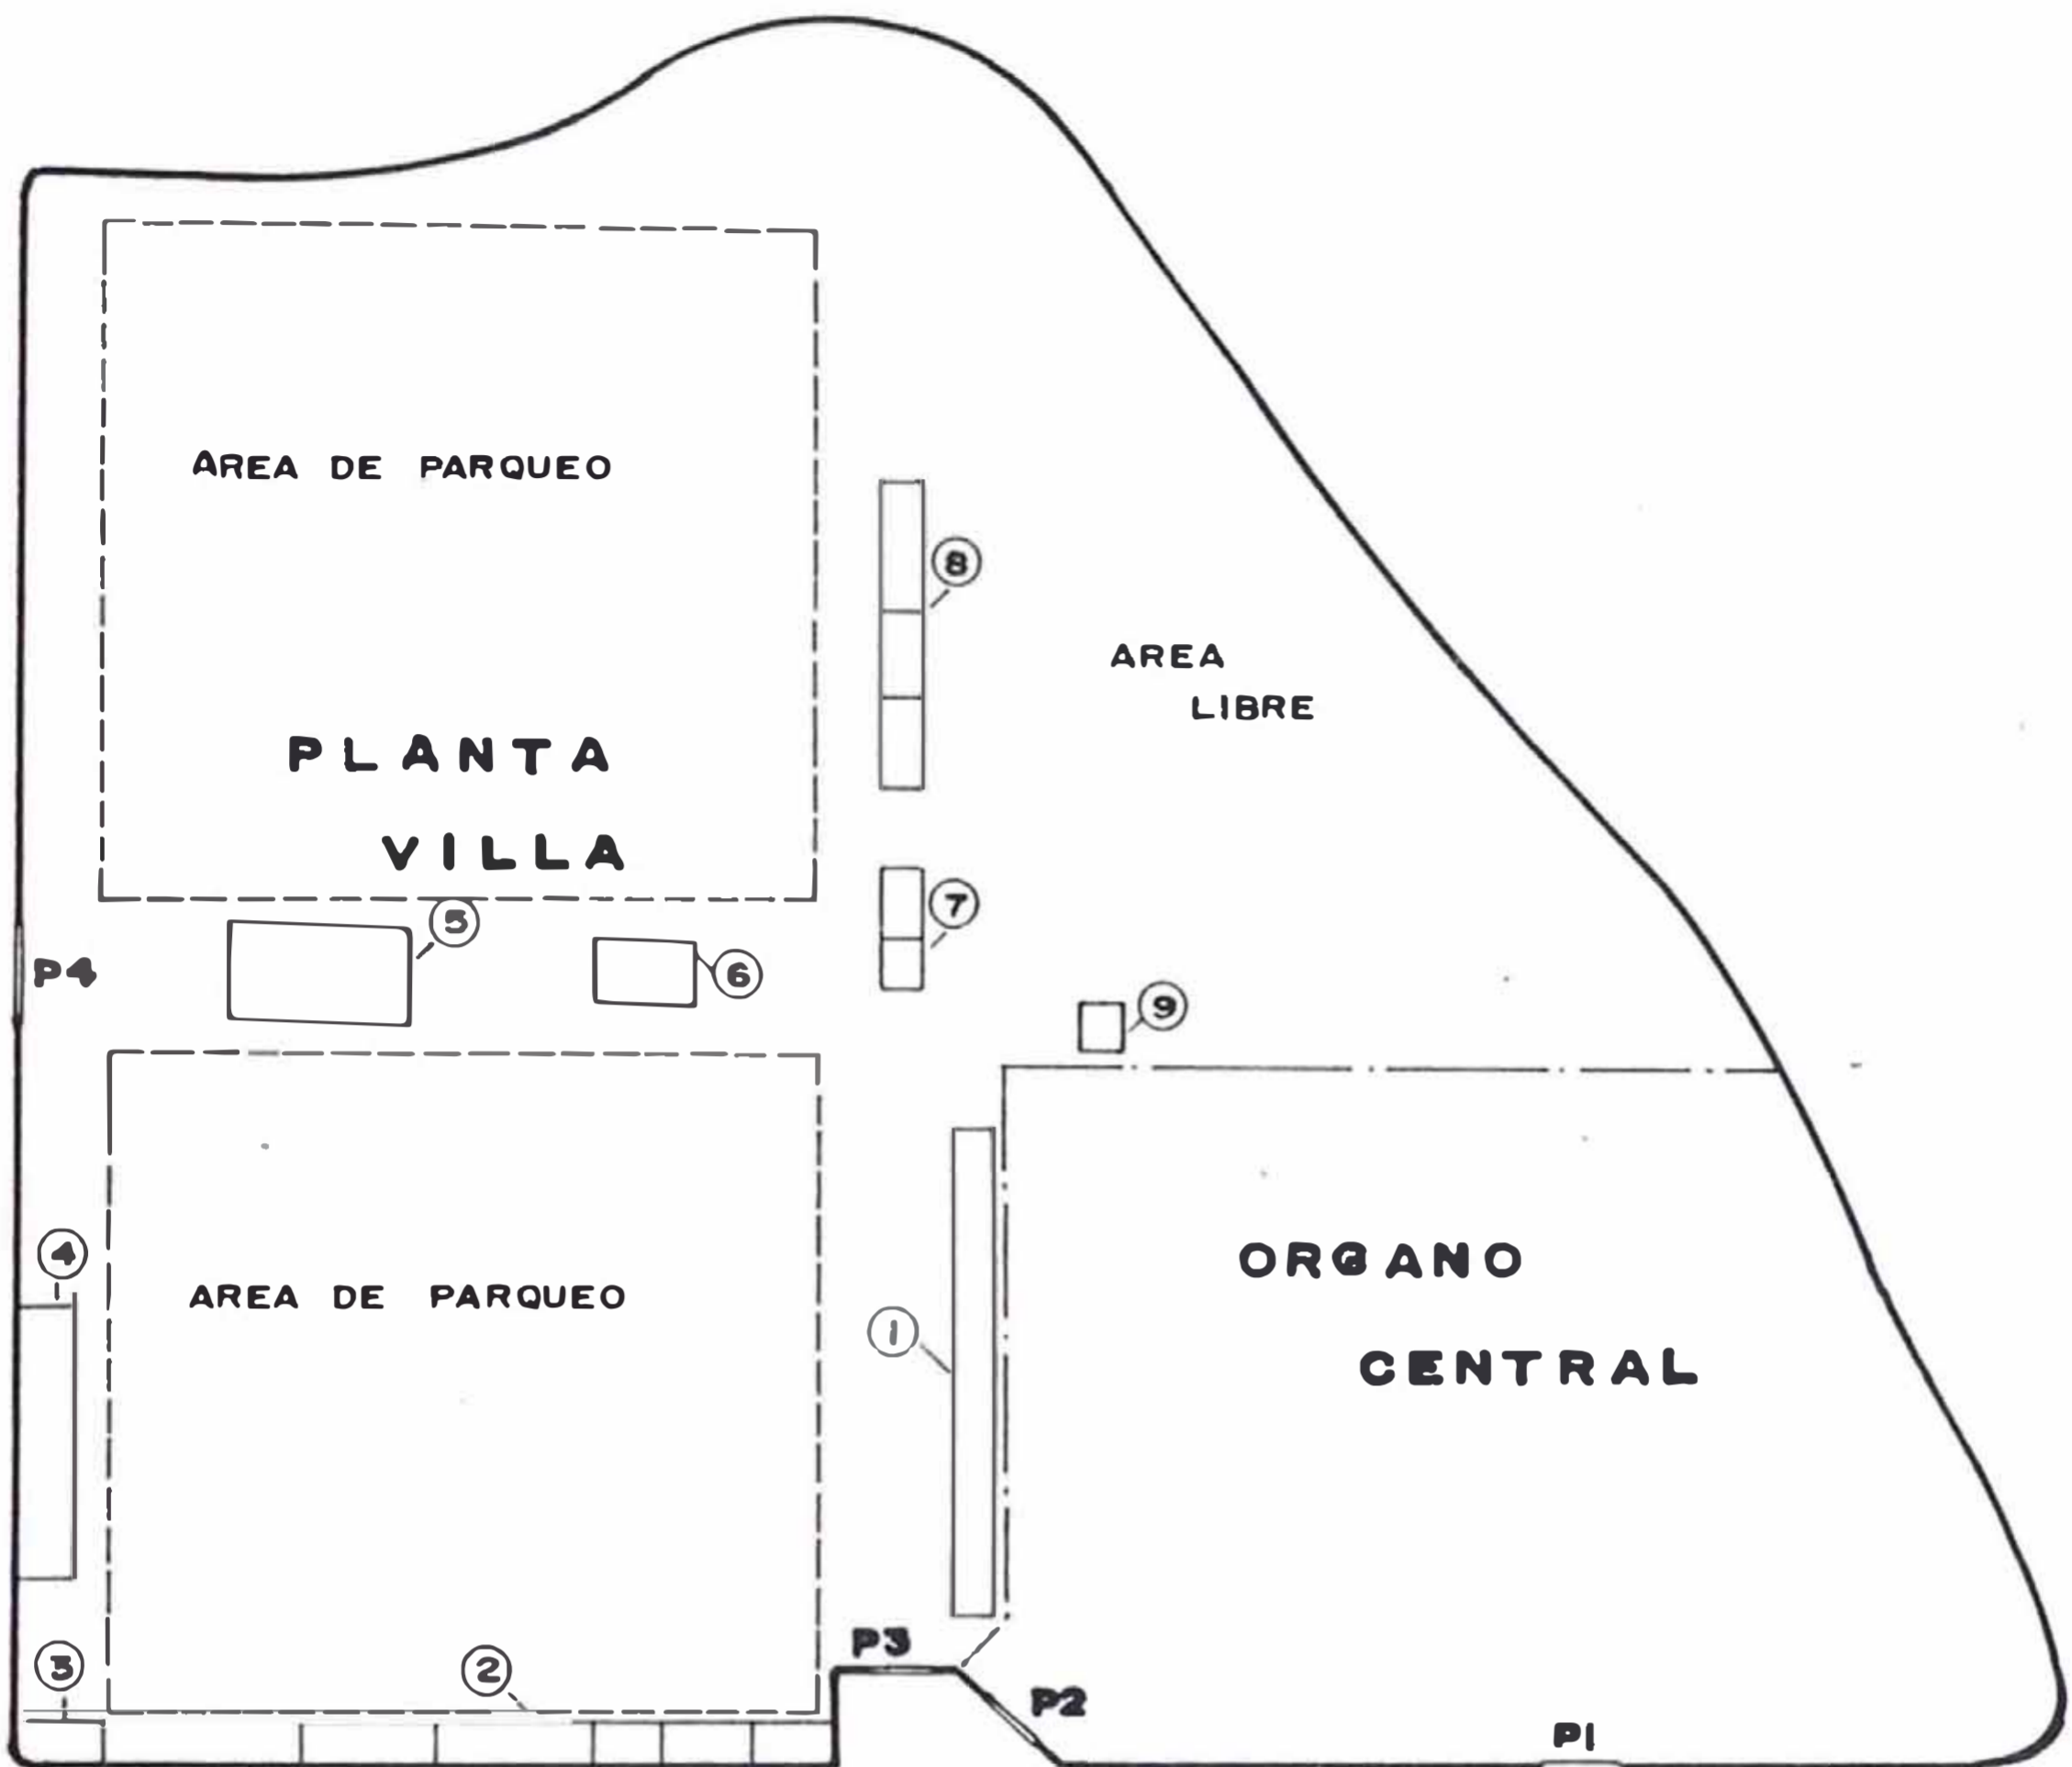 AREA DE PARQUEO
8
AREA
LIBRE
PLANTA
VILLA
7
5
P4
6
9
4
ORGANO
AREA DE PARQUEO
1
CENTRAL
P3
3
2
P2
P1